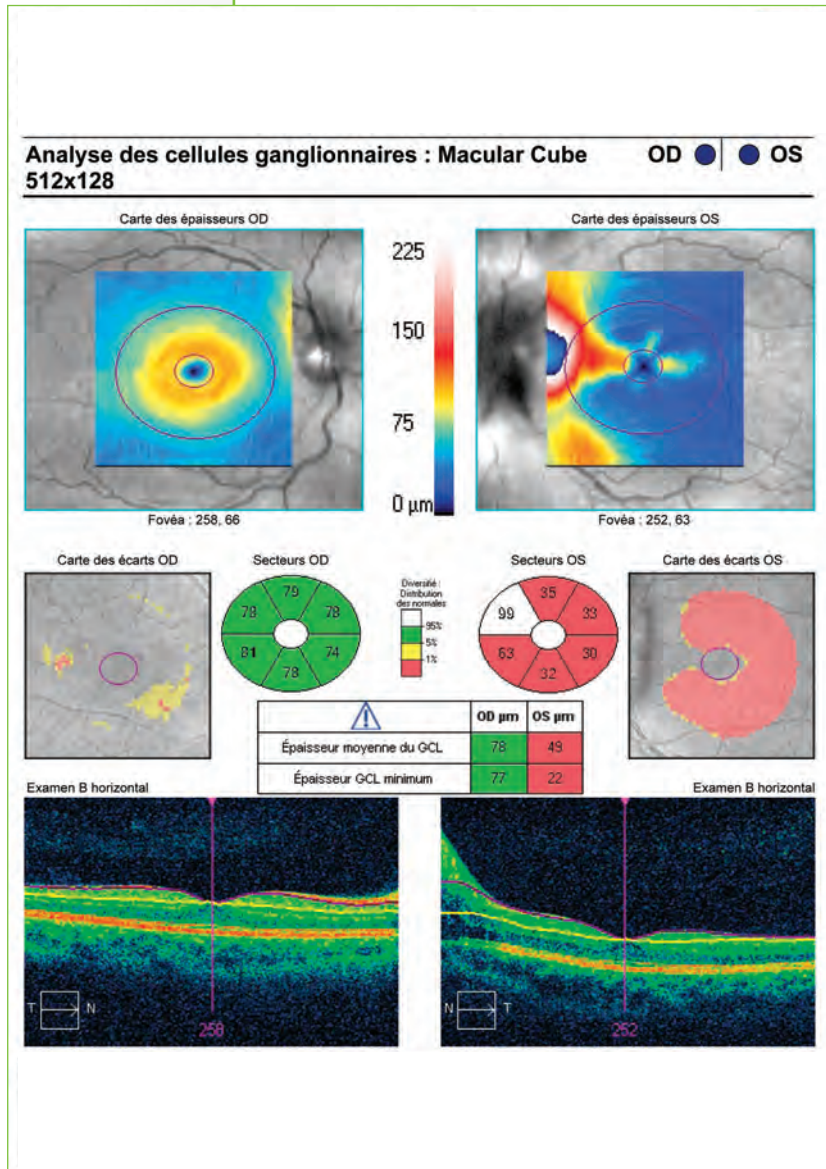 Analyse des cellules ganglionnaires : Macular Cube
512x128
OD OS
Carte des épaisseurs OD
Carte des épaisseurs OS
225
150
75
0 µm
Fovéa : 258, 66
Fovéa : 252, 63
Carte des écarts OD
Secteurs OD
Secteurs OS
Carte des écarts OS
Diversifié :
Distribution
des normales
95%
5%
1%
79
78
78
81
74
78
35
99
33
63
30
32
OD µm OS µm
Épaisseur moyenne du GCL 78 49
Épaisseur GCL minimum 77 22
Examen B horizontal
Examen B horizontal
T N
258
N T
252